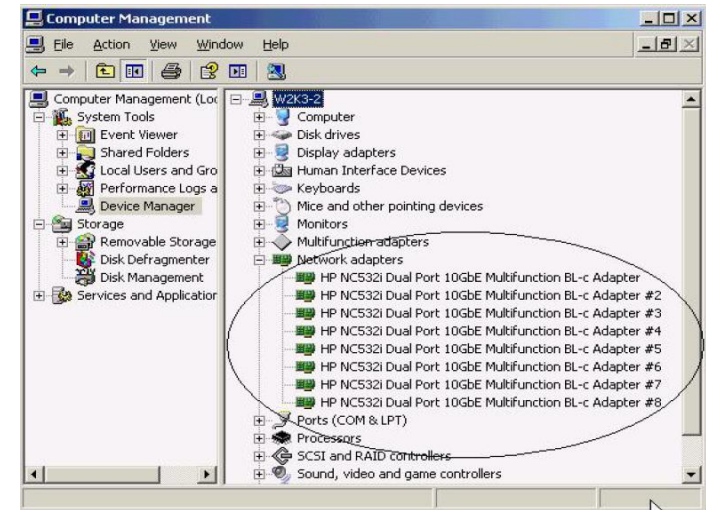 Computer Management
File Action View Window Help
Computer Management (Loc
System Tools
Event Viewer
Shared Folders
Local Users and Gro
Performance Logs a
Device Manager
Storage
Removable Storage
Disk Defragmenter
Disk Management
Services and Application
W2K3-2
Computer
Disk drives
Display adapters
Human Interface Devices
Keyboards
Mice and other pointing devices
Monitors
Multifunction adapters
Network adapters
HP NC532i Dual Port 10GbE Multifunction BL-c Adapter
HP NC532i Dual Port 10GbE Multifunction BL-c Adapter #2
HP NC532i Dual Port 10GbE Multifunction BL-c Adapter #3
HP NC532i Dual Port 10GbE Multifunction BL-c Adapter #4
HP NC532i Dual Port 10GbE Multifunction BL-c Adapter #5
HP NC532i Dual Port 10GbE Multifunction BL-c Adapter #6
HP NC532i Dual Port 10GbE Multifunction BL-c Adapter #7
HP NC532i Dual Port 10GbE Multifunction BL-c Adapter #8
Ports (COM & LPT)
Processors
SCSI and RAID controllers
Sound, video and game controllers